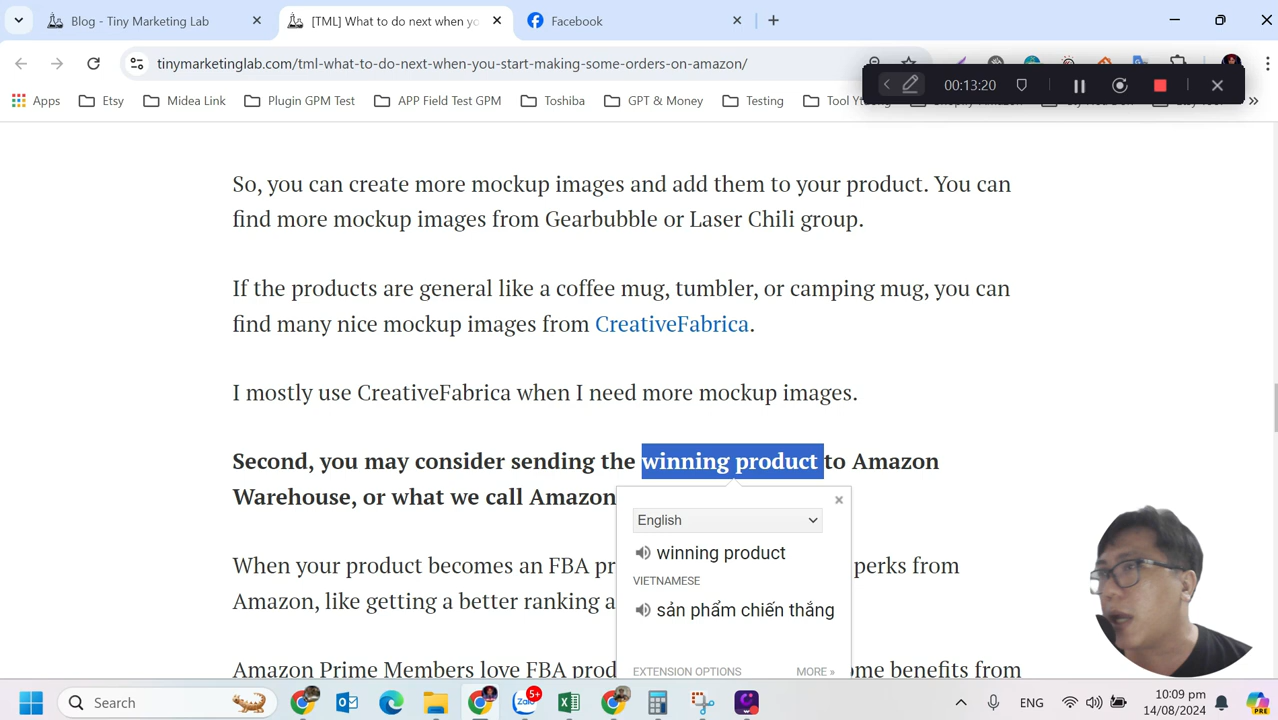 Blog - Tiny Marketing Lab
[TML] What to do next when yo
Facebook
tinymarketinglab.com/tml-what-to-do-next-when-you-start-making-some-orders-on-amazon/
00:13:20
Apps
Etsy
Midea Link
Plugin GPM Test
APP Field Test GPM
Toshiba
GPT & Money
Testing
So, you can create more mockup images and add them to your product. You can
find more mockup images from Gearbubble or Laser Chili group.
If the products are general like a coffee mug, tumbler, or camping mug, you can
find many nice mockup images from CreativeFabrica.
I mostly use CreativeFabrica when I need more mockup images.
Second, you may consider sending the winning product to Amazon
Warehouse, or what we call Amazon
English
winning product
VIETNAMESE
sản phẩm chiến thắng
EXTENSION OPTIONS
MORE »
When your product becomes an FBA pr perks from
Amazon, like getting a better ranking a
Amazon Prime Members love FBA prod ome benefits from
Search
5+
ENG
10:09 pm
14/08/2024
PRE